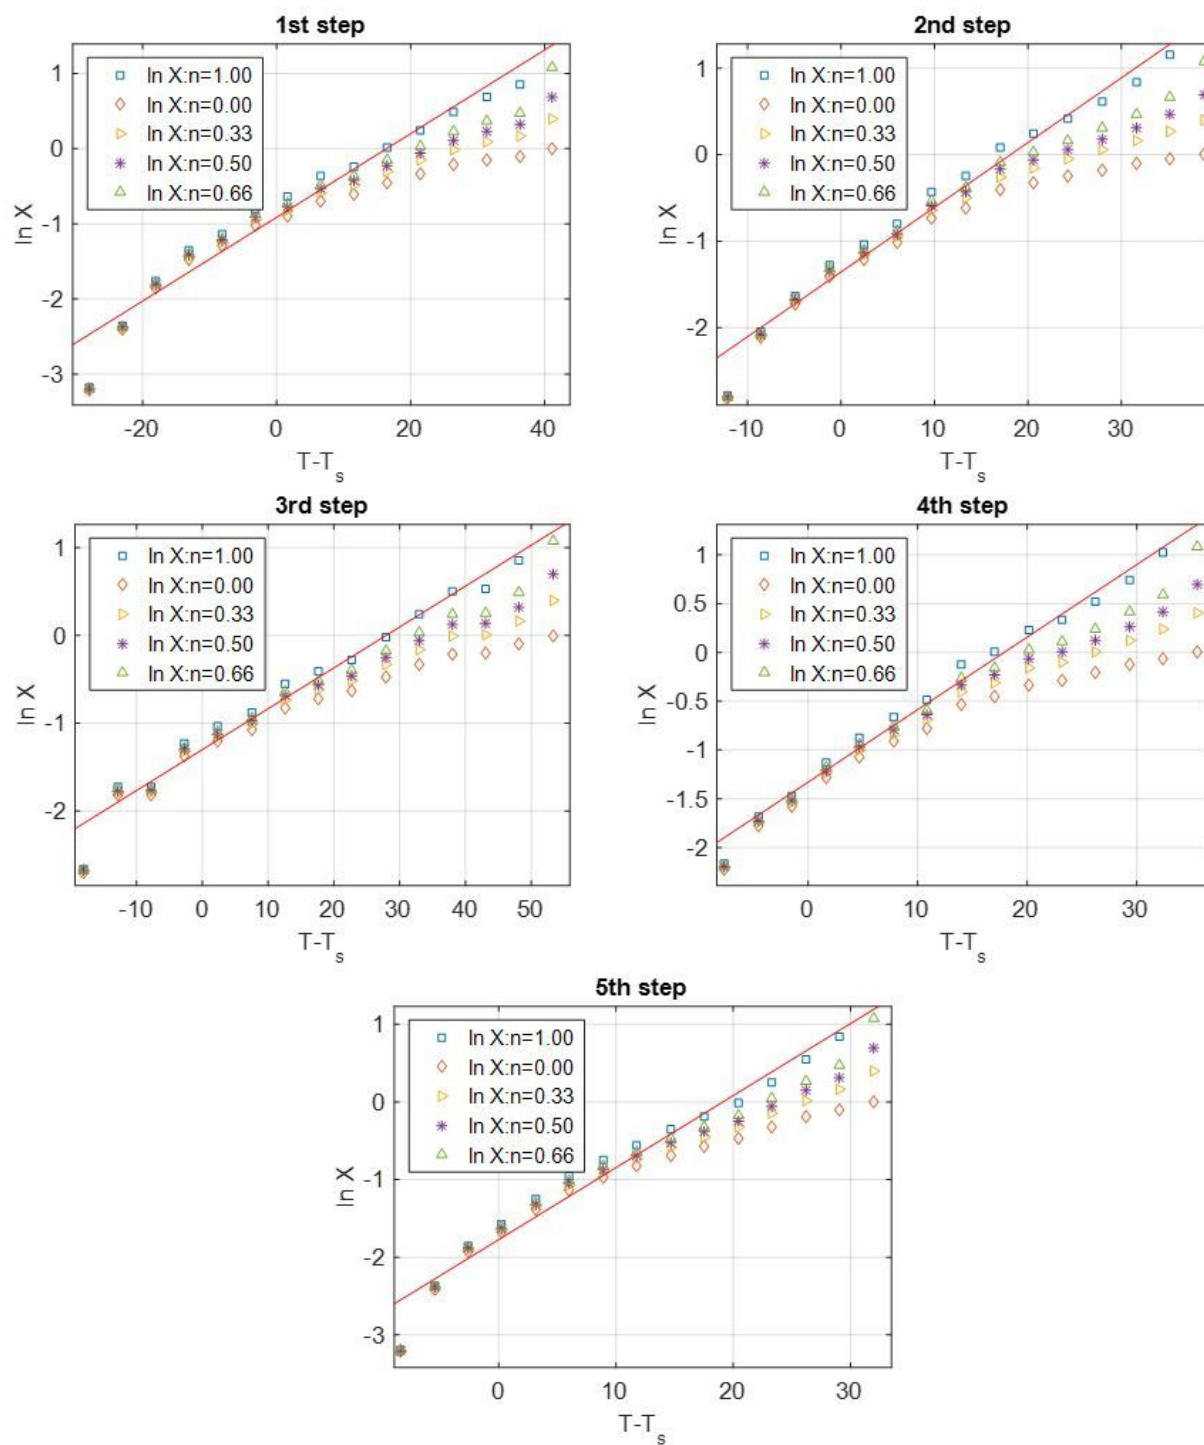 1st step
ln X
1
0
-1
-2
-3
ln X:n=1.00
ln X:n=0.00
ln X:n=0.33
ln X:n=0.50
ln X:n=0.66
-20 0 20 40
T-Ts
2nd step
ln X
1
0
-1
-2
ln X:n=1.00
ln X:n=0.00
ln X:n=0.33
ln X:n=0.50
ln X:n=0.66
-10 0 10 20 30
T-Ts
3rd step
ln X
1
0
-1
-2
ln X:n=1.00
ln X:n=0.00
ln X:n=0.33
ln X:n=0.50
ln X:n=0.66
-10 0 10 20 30 40 50
T-Ts
4th step
ln X
1
0.5
0
-0.5
-1
-1.5
-2
ln X:n=1.00
ln X:n=0.00
ln X:n=0.33
ln X:n=0.50
ln X:n=0.66
0 10 20 30
T-Ts
5th step
ln X
1
0
-1
-2
-3
ln X:n=1.00
ln X:n=0.00
ln X:n=0.33
ln X:n=0.50
ln X:n=0.66
0 10 20 30
T-Ts